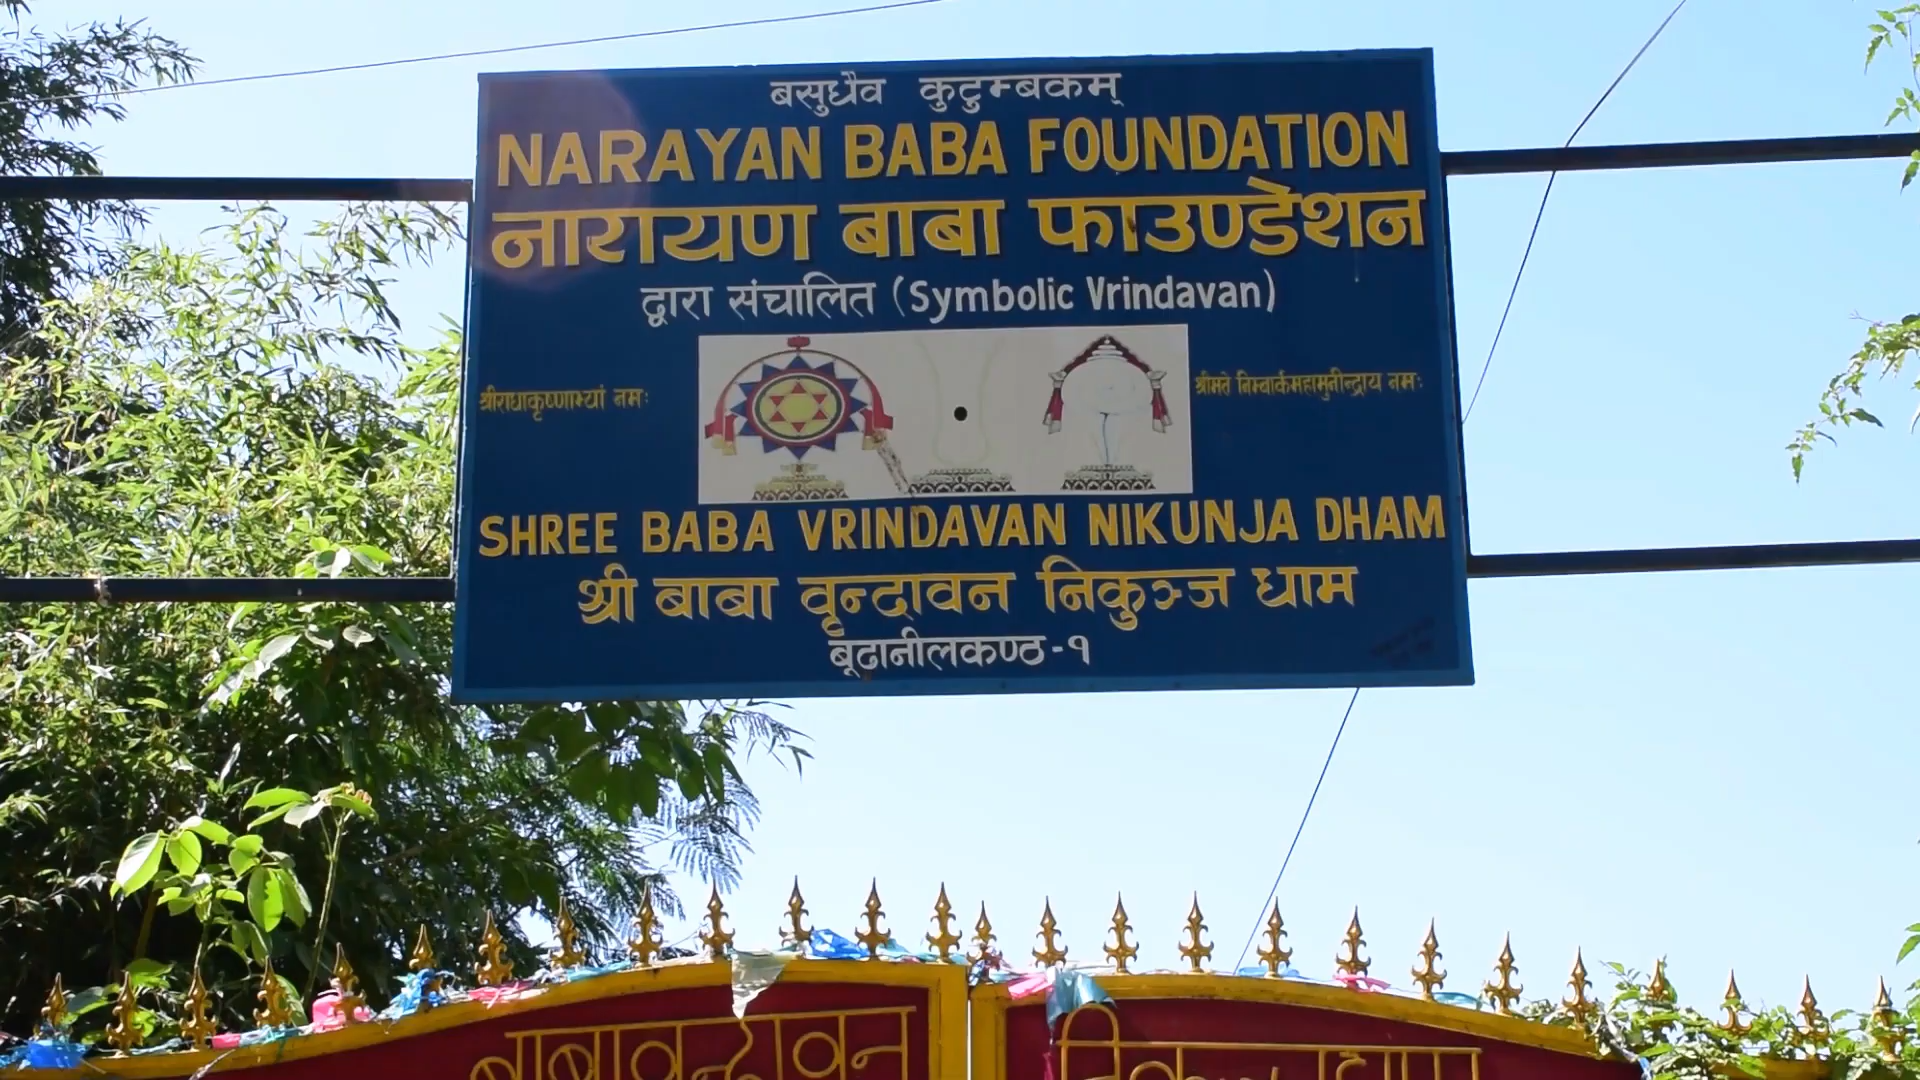 बसुधैव कुटुम्बकम्
NARAYAN BABA FOUNDATION
नारायण बाबा फाउण्डेशन
द्वारा संचालित (Symbolic Vrindavan)
श्रीराधाकृष्णाभ्यां नमः
श्रीमते निम्बार्कमहामुनीन्द्राय नमः
SHREE BABA VRINDAVAN NIKUNJA DHAM
श्री बाबा वृन्दावन निकुञ्ज धाम
बूढानीलकण्ठ-१
बाबावृन्दावन